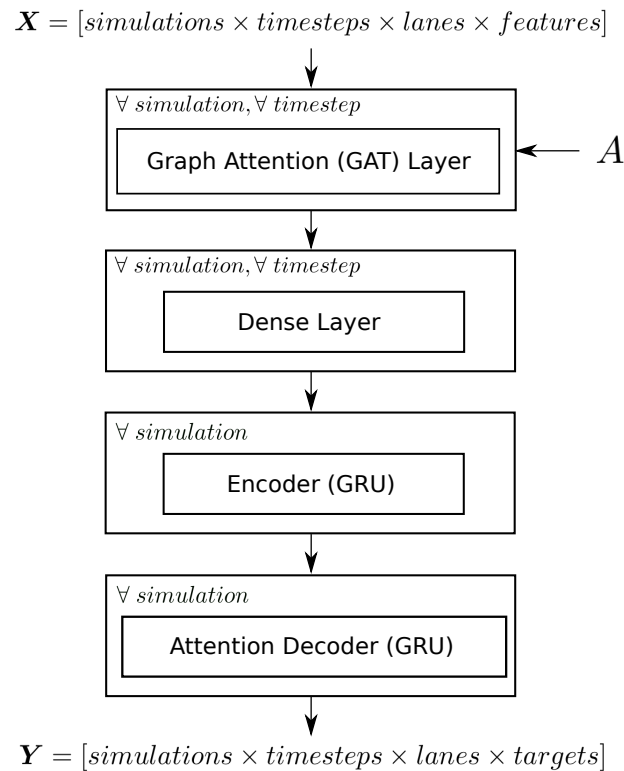 X = [simulations × timesteps × lanes × features]
∀ simulation, ∀ timestep
Graph Attention (GAT) Layer
A
∀ simulation, ∀ timestep
Dense Layer
∀ simulation
Encoder (GRU)
∀ simulation
Attention Decoder (GRU)
Y = [simulations × timesteps × lanes × targets]